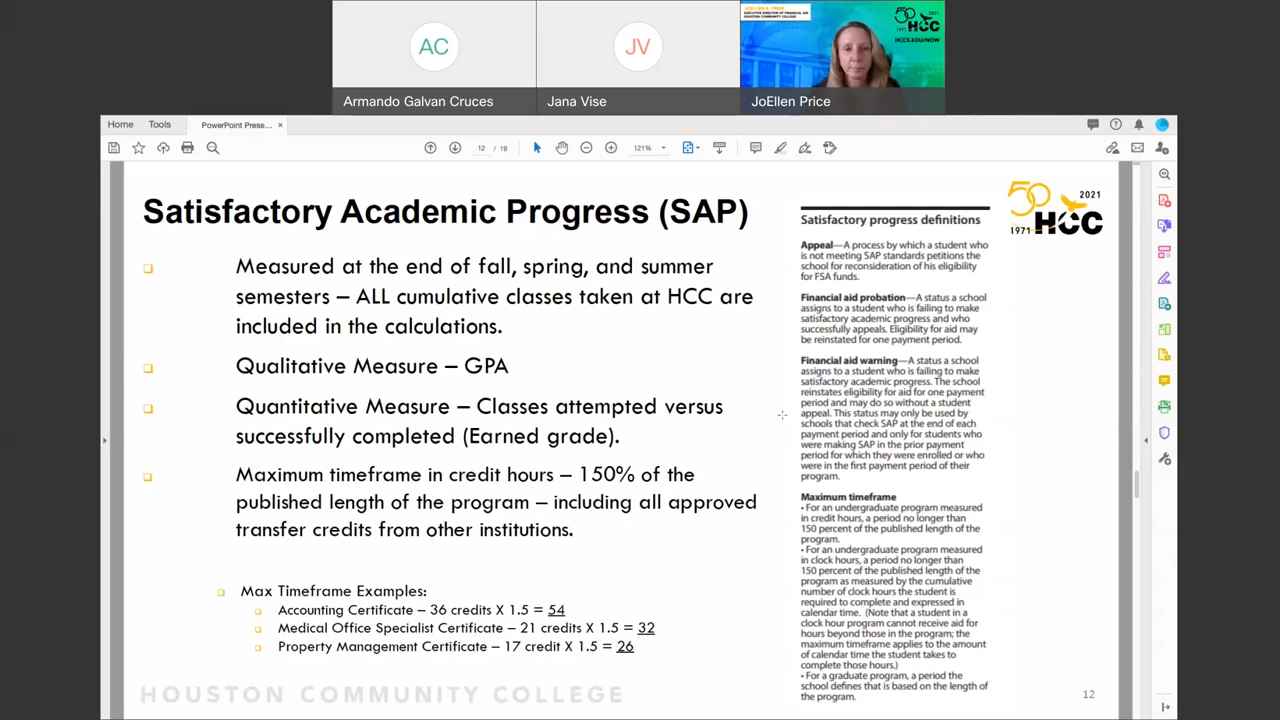 JOELLEN S. PRICE
EXECUTIVE DIRECTOR OF FINANCIAL AID
HOUSTON COMMUNITY COLLEGE
50
HCC
1971
HCCS.EDU/NOW
AC
JV
Armando Galvan Cruces
Jana Vise
JoEllen Price
Home
Tools
PowerPoint Prese...
12 / 19
121%
Satisfactory Academic Progress (SAP)
Measured at the end of fall, spring, and summer
semesters – ALL cumulative classes taken at HCC are
included in the calculations.
Qualitative Measure – GPA
Quantitative Measure – Classes attempted versus
successfully completed (Earned grade).
Maximum timeframe in credit hours – 150% of the
published length of the program – including all approved
transfer credits from other institutions.
Max Timeframe Examples:
Accounting Certificate – 36 credits X 1.5 = 54
Medical Office Specialist Certificate – 21 credits X 1.5 = 32
Property Management Certificate – 17 credit X 1.5 = 26
HOUSTON COMMUNITY COLLEGE
Satisfactory progress definitions
Appeal—A process by which a student who
is not meeting SAP standards petitions the
school for reconsideration of his eligibility
for FSA funds.
Financial aid probation—A status a school
assigns to a student who is failing to make
satisfactory academic progress and who
successfully appeals. Eligibility for aid may
be reinstated for one payment period.
Financial aid warning—A status a school
assigns to a student who is failing to make
satisfactory academic progress. The school
reinstates eligibility for aid for one payment
period and may do so without a student
appeal. This status may only be used by
schools that check SAP at the end of each
payment period and only for students who
were making SAP in the prior payment
period for which they were enrolled or who
were in the first payment period of their
program.
Maximum timeframe
• For an undergraduate program measured
in credit hours, a period no longer than
150 percent of the published length of the
program.
• For an undergraduate program measured
in clock hours, a period no longer than
150 percent of the published length of the
program as measured by the cumulative
number of clock hours the student is
required to complete and expressed in
calendar time. (Note that a student in a
clock hour program cannot receive aid for
hours beyond those in the program; the
maximum timeframe applies to the amount
of calendar time the student takes to
complete those hours.)
• For a graduate program, a period the
school defines that is based on the length of
the program.
50
2021
1971 HCC
12